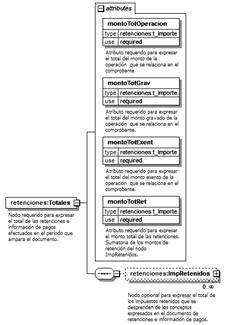 attributes
montoTotOperacion
type retenciones:t_Importe
use required
Atributo requerido para expresar
el total del monto de la
operación que se relaciona en el
comprobante
montoTotGrav
type retenciones:t_Importe
use required
Atributo requerido para expresar
el total del monto gravado de la
operación que se relaciona en el
comprobante.
montoTotExent
type retenciones:t_Importe
use required
Atributo requerido para expresar
el total del monto exento de la
operación que se relaciona en el
comprobante.
montoTotRet
type retenciones:t_Importe
use required
Atributo requerido para expresar
el monto total de las retenciones.
Sumatoria de los montos de
retención del nodo
ImpRetenidos.
retenciones:Totales
Nodo requerido para expresar
el total de las retenciones e
información de pagos
efectuados en el período que
ampara el documento.
retenciones:ImpRetenidos
0..∞
Nodo opcional para expresar el total de
los impuestos retenidos que se
desprenden de los conceptos
expresados en el documento de
retenciones e información de pagos.